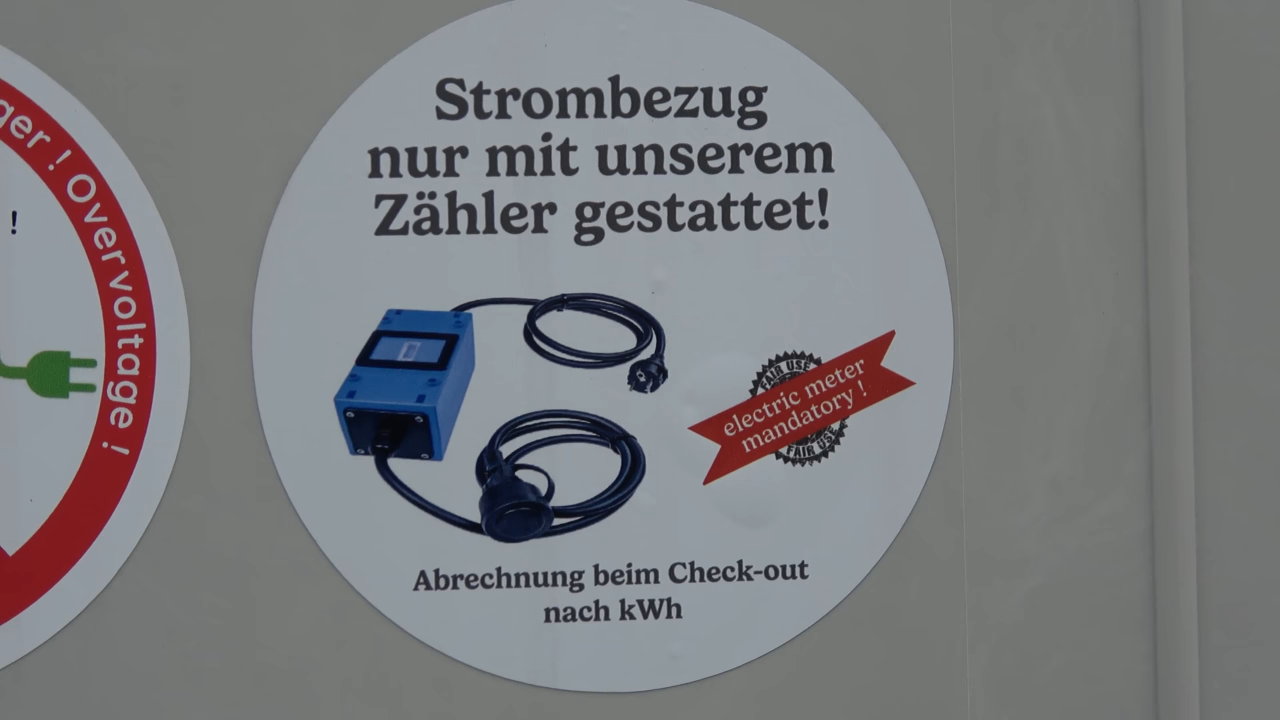 ger ! Overvoltage !
!
Strombezug
nur mit unserem
Zähler gestattet!
FAIR USE
electric meter
mandatory !
FAIR USE
Abrechnung beim Check-out
nach kWh